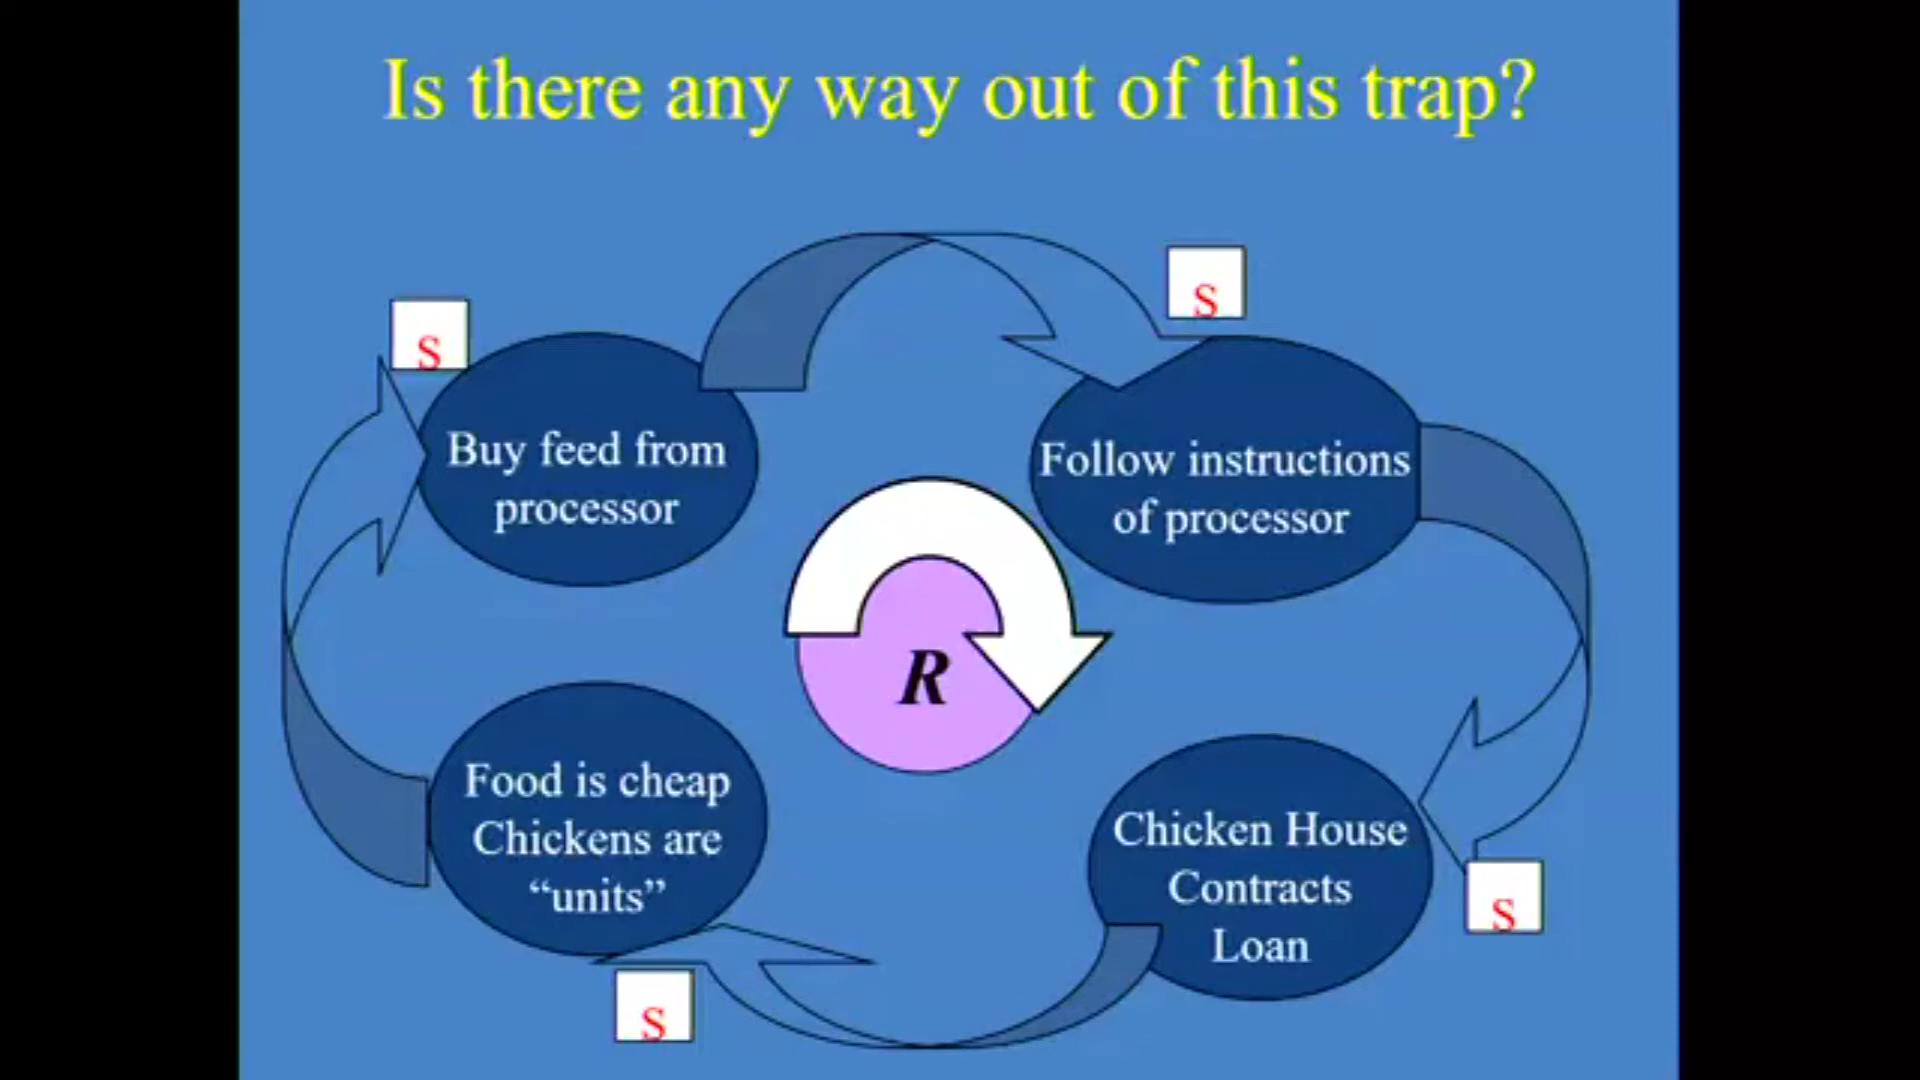 Is there any way out of this trap?
S
S
Buy feed from
processor
Follow instructions
of processor
R
Food is cheap
Chickens are
“units”
Chicken House
Contracts
Loan
S
S